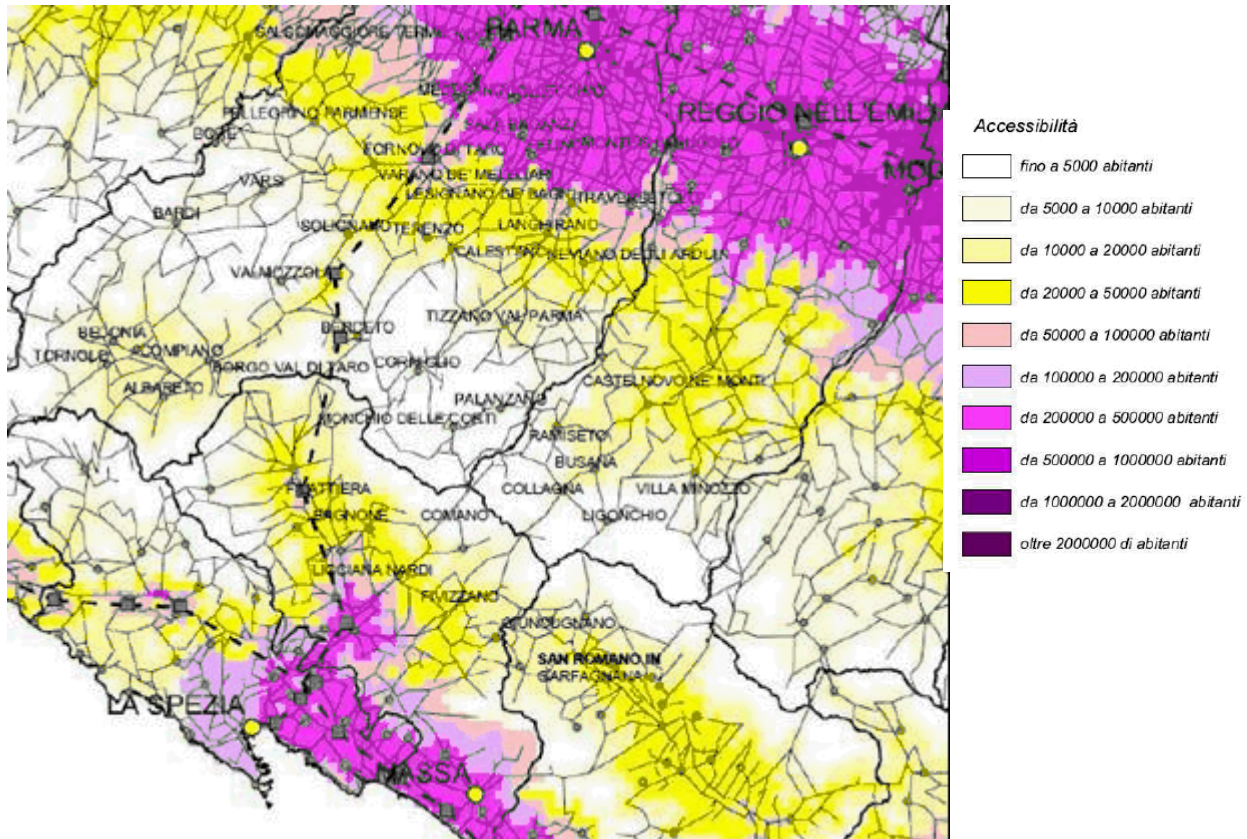 SALSOMAGGIORE TERME
PARMA
MEDESANO
COLLECCHIO
PELLEGRINO PARMENSE
REGGIO NELL'EMILIA
SALA BAGANZA
BORE
FELINO
MONTECHIARUGOLO
FORNOVO DI TARO
VARSI
VARANO DE' MELEGARI
MOD
LESIGNANO DE' BAGNI
TRAVERSETOLO
BARDI
SOLIGNANO
TERENZO
LANGHIRANO
CALESTANO
NEVIANO DEGLI ARDUINI
VALMOZZOLA
TIZZANO VAL PARMA
BEDONIA
BERCETO
TORNOLO
COMPIANO
BORGO VAL DI TARO
CORNIGLIO
ALBARETO
CASTELNOVO NE' MONTI
PALANZANO
MONCHIO DELLE CORTI
RAMISETO
BUSANA
FILATTIERA
COLLAGNA
VILLA MINOZZO
BAGNONE
COMANO
LIGONCHIO
LICCIANA NARDI
FIVIZZANO
GIUNCUGNANO
SAN ROMANO IN
GARFAGNANA
LA SPEZIA
MASSA
Accessibilità
fino a 5000 abitanti
da 5000 a 10000 abitanti
da 10000 a 20000 abitanti
da 20000 a 50000 abitanti
da 50000 a 100000 abitanti
da 100000 a 200000 abitanti
da 200000 a 500000 abitanti
da 500000 a 1000000 abitanti
da 1000000 a 2000000 abitanti
oltre 2000000 di abitanti